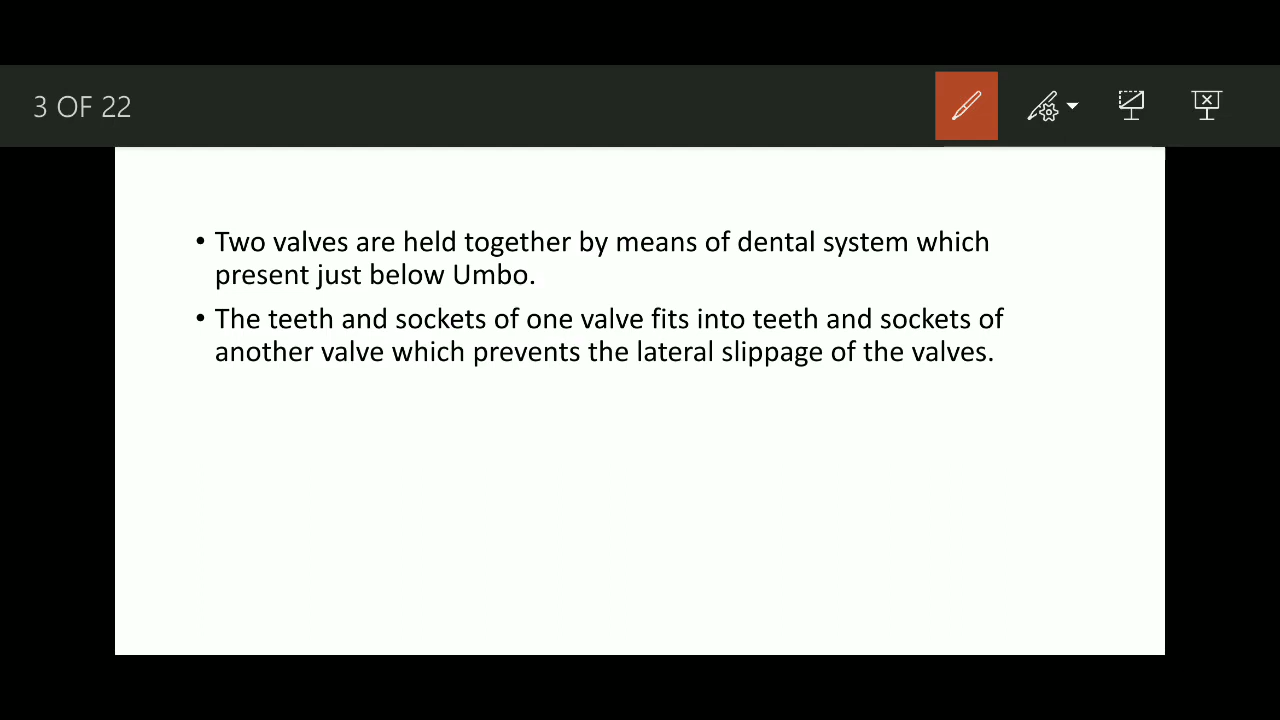 3 OF 22
• Two valves are held together by means of dental system which
present just below Umbo.
• The teeth and sockets of one valve fits into teeth and sockets of
another valve which prevents the lateral slippage of the valves.